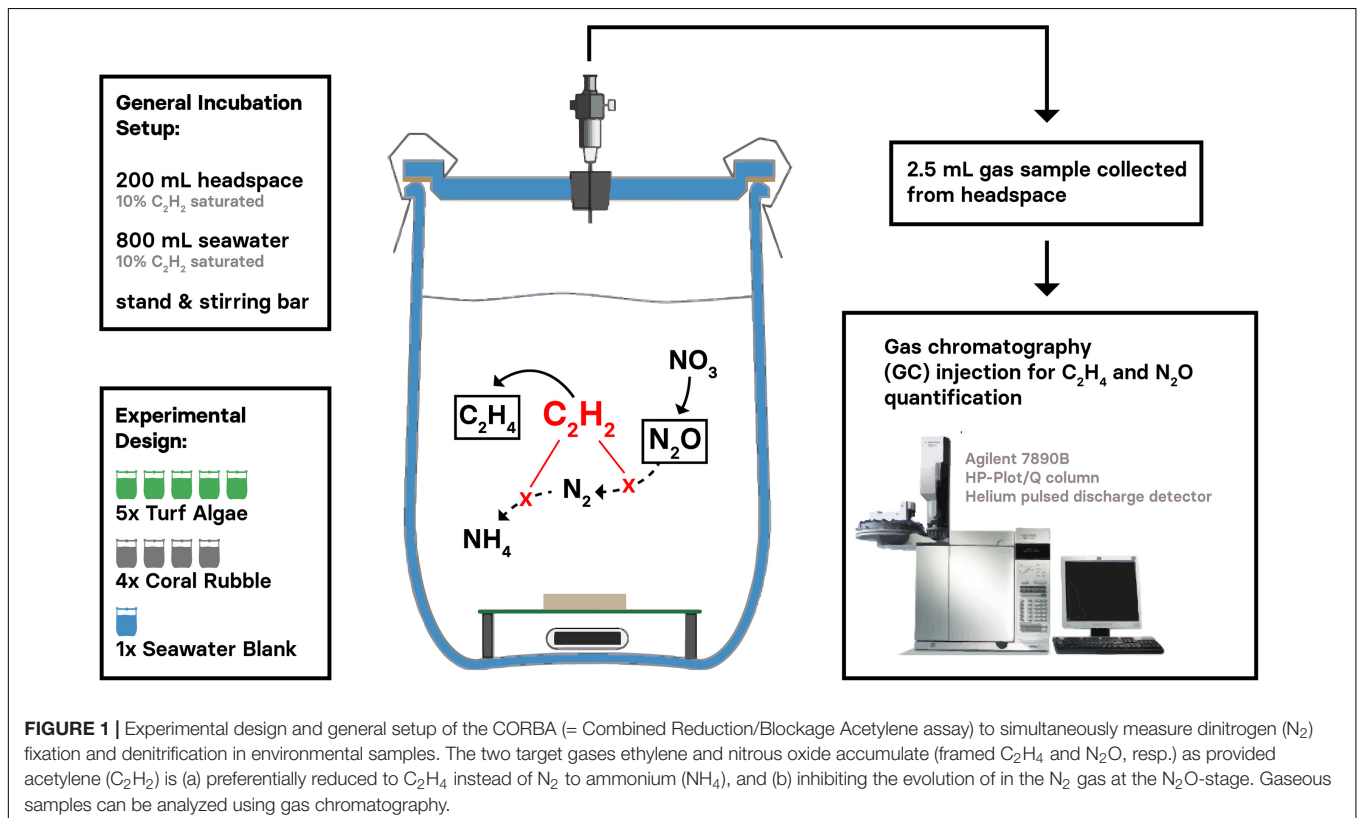 General Incubation
Setup:
200 mL headspace
10% C₂H₂ saturated
800 mL seawater
10% C₂H₂ saturated
stand & stirring bar
Experimental
Design:
5x Turf Algae
4x Coral Rubble
1x Seawater Blank
NO₃
C₂H₄
C₂H₂
N₂O
X
X
N₂
NH₄
2.5 mL gas sample collected
from headspace
Gas chromatography
(GC) injection for C₂H₄ and N₂O
quantification
Agilent 7890B
HP-Plot/Q column
Helium pulsed discharge detector
FIGURE 1 | Experimental design and general setup of the CORBA (= Combined Reduction/Blockage Acetylene assay) to simultaneously measure dinitrogen (N₂)
fixation and denitrification in environmental samples. The two target gases ethylene and nitrous oxide accumulate (framed C₂H₄ and N₂O, resp.) as provided
acetylene (C₂H₂) is (a) preferentially reduced to C₂H₄ instead of N₂ to ammonium (NH₄), and (b) inhibiting the evolution of in the N₂ gas at the N₂O-stage. Gaseous
samples can be analyzed using gas chromatography.